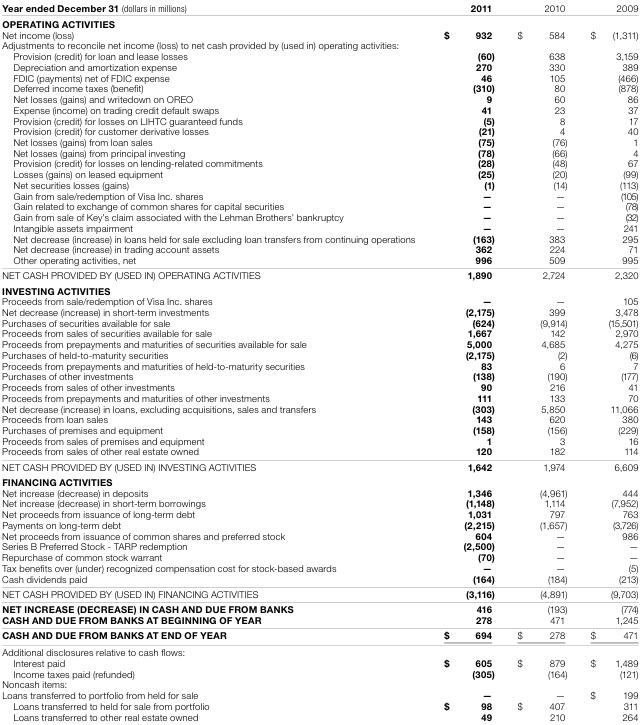 Year ended December 31 (dollars in millions) 2011 2010 2009
OPERATING ACTIVITIES
Net income (loss) $ 932 $ 584 $ (1,311)
Adjustments to reconcile net income (loss) to net cash provided by (used in) operating activities:
Provision (credit) for loan and lease losses (60) 638 3,159
Depreciation and amortization expense 270 330 389
FDIC (payments) net of FDIC expense 46 105 (466)
Deferred income taxes (benefit) (310) 80 (878)
Net losses (gains) and writedown on OREO 9 60 86
Expense (income) on trading credit default swaps 41 23 37
Provision (credit) for losses on LIHTC guaranteed funds (5) 8 17
Provision (credit) for customer derivative losses (21) 4 40
Net losses (gains) from loan sales (75) (76) 1
Net losses (gains) from principal investing (78) (66) 4
Provision (credit) for losses on lending-related commitments (28) (48) 67
Losses (gains) on leased equipment (25) (20) (99)
Net securities losses (gains) (1) (14) (113)
Gain from sale/redemption of Visa Inc. shares — — (105)
Gain related to exchange of common shares for capital securities — — (78)
Gain from sale of Key's claim associated with the Lehman Brothers' bankruptcy — — (32)
Intangible assets impairment — — 241
Net decrease (increase) in loans held for sale excluding loan transfers from continuing operations (163) 383 295
Net decrease (increase) in trading account assets 362 224 71
Other operating activities, net 996 509 995
NET CASH PROVIDED BY (USED IN) OPERATING ACTIVITIES 1,890 2,724 2,320
INVESTING ACTIVITIES
Proceeds from sale/redemption of Visa Inc. shares — — 105
Net decrease (increase) in short-term investments (2,175) 399 3,478
Purchases of securities available for sale (624) (9,914) (15,501)
Proceeds from sales of securities available for sale 1,667 142 2,970
Proceeds from prepayments and maturities of securities available for sale 5,000 4,685 4,275
Purchases of held-to-maturity securities (2,175) (2) (6)
Proceeds from prepayments and maturities of held-to-maturity securities 83 6 7
Purchases of other investments (138) (190) (177)
Proceeds from sales of other investments 90 216 41
Proceeds from prepayments and maturities of other investments 111 133 70
Net decrease (increase) in loans, excluding acquisitions, sales and transfers (303) 5,850 11,066
Proceeds from loan sales 143 620 380
Purchases of premises and equipment (158) (156) (229)
Proceeds from sales of premises and equipment 1 3 16
Proceeds from sales of other real estate owned 120 182 114
NET CASH PROVIDED BY (USED IN) INVESTING ACTIVITIES 1,642 1,974 6,609
FINANCING ACTIVITIES
Net increase (decrease) in deposits 1,346 (4,961) 444
Net increase (decrease) in short-term borrowings (1,148) 1,114 (7,952)
Net proceeds from issuance of long-term debt 1,031 797 763
Payments on long-term debt (2,215) (1,657) (3,726)
Net proceeds from issuance of common shares and preferred stock 604 — 986
Series B Preferred Stock - TARP redemption (2,500) — —
Repurchase of common stock warrant (70) — —
Tax benefits over (under) recognized compensation cost for stock-based awards — — (5)
Cash dividends paid (164) (184) (213)
NET CASH PROVIDED BY (USED IN) FINANCING ACTIVITIES (3,116) (4,891) (9,703)
NET INCREASE (DECREASE) IN CASH AND DUE FROM BANKS 416 (193) (774)
CASH AND DUE FROM BANKS AT BEGINNING OF YEAR 278 471 1,245
CASH AND DUE FROM BANKS AT END OF YEAR $ 694 $ 278 $ 471
Additional disclosures relative to cash flows:
Interest paid $ 605 $ 879 $ 1,489
Income taxes paid (refunded) (305) (164) (121)
Noncash items:
Loans transferred to portfolio from held for sale — — $ 199
Loans transferred to held for sale from portfolio $ 98 $ 407 311
Loans transferred to other real estate owned 49 210 264